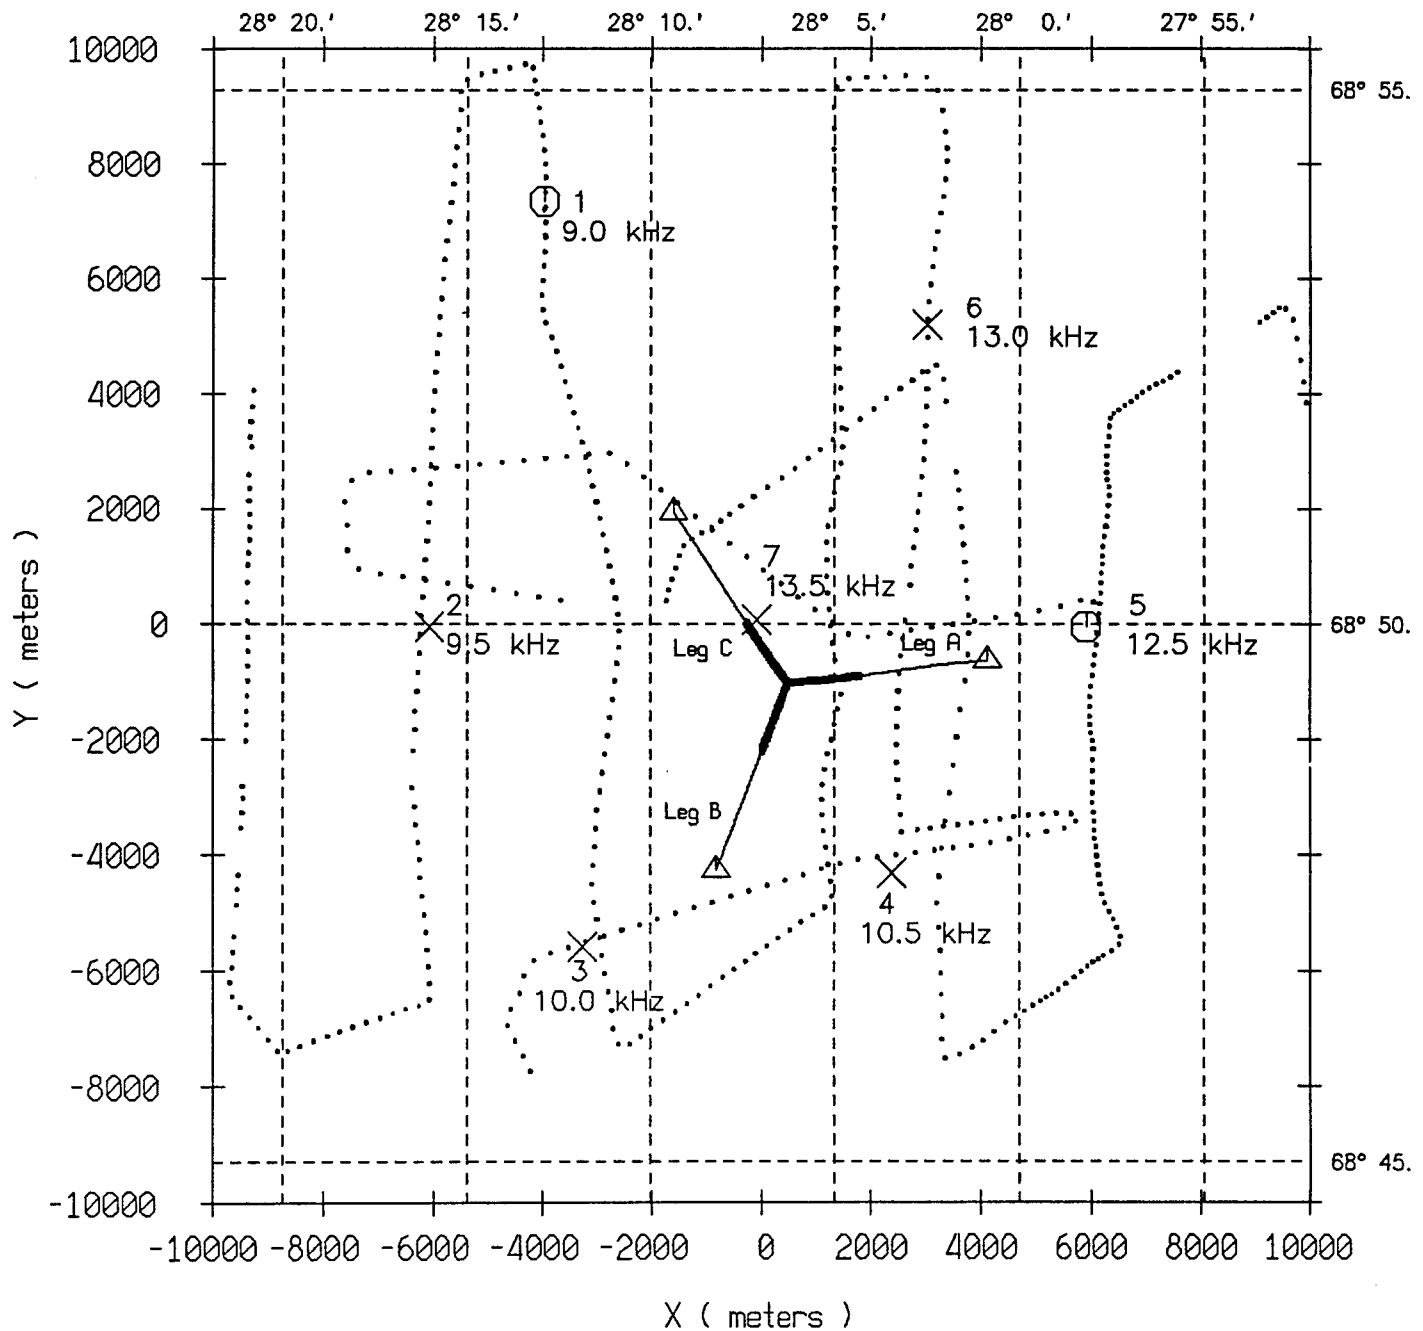 28° 20.' 28° 15.' 28° 10.' 28° 5.' 28° 0.' 27° 55.'
10000
68° 55.
8000
1
9.0 kHz
6000
6
13.0 kHz
4000
2000
7
13.5 kHz
2
5
0
68° 50.
9.5 kHz
Leg C
Leg A
12.5 kHz
Y ( meters )
-2000
Leg B
-4000
4
10.5 kHz
3
-6000
10.0 kHz
-8000
68° 45.
-10000
-10000 -8000 -6000 -4000 -2000 0 2000 4000 6000 8000 10000
X ( meters )